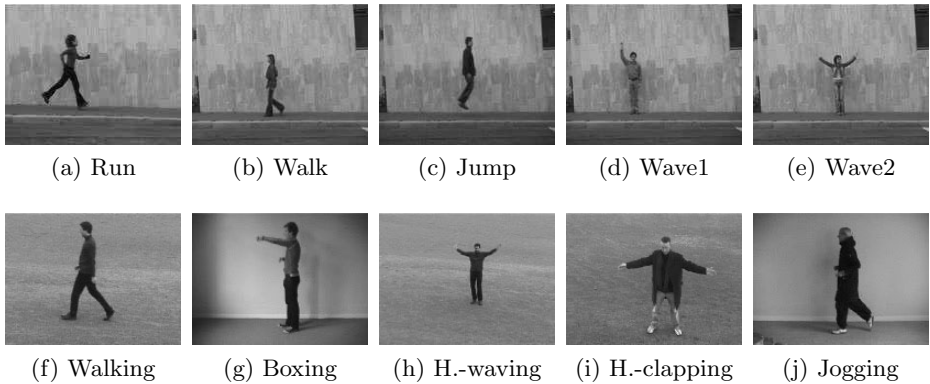 (a) Run
(b) Walk
(c) Jump
(d) Wave1
(e) Wave2
(f) Walking
(g) Boxing
(h) H.-waving
(i) H.-clapping
(j) Jogging